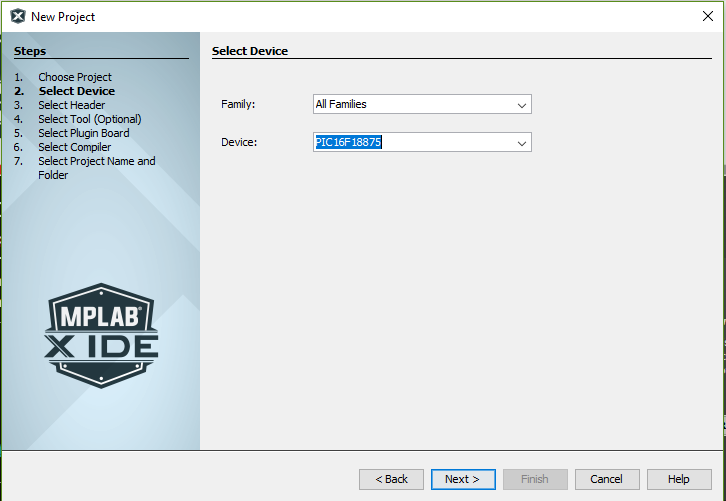 New Project
Steps
1. Choose Project
2. Select Device
3. Select Header
4. Select Tool (Optional)
5. Select Plugin Board
6. Select Compiler
7. Select Project Name and
Folder
MPLAB®
X IDE
Select Device
Family: All Families
Device: PIC16F18875
< Back Next > Finish Cancel Help